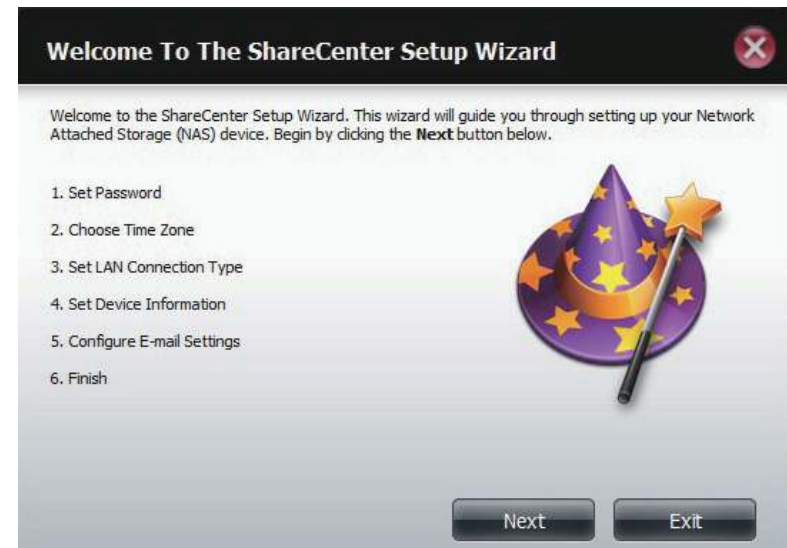 Welcome To The ShareCenter Setup Wizard
Welcome to the ShareCenter Setup Wizard. This wizard will guide you through setting up your Network
Attached Storage (NAS) device. Begin by clicking the Next button below.
1. Set Password
2. Choose Time Zone
3. Set LAN Connection Type
4. Set Device Information
5. Configure E-mail Settings
6. Finish
Next
Exit